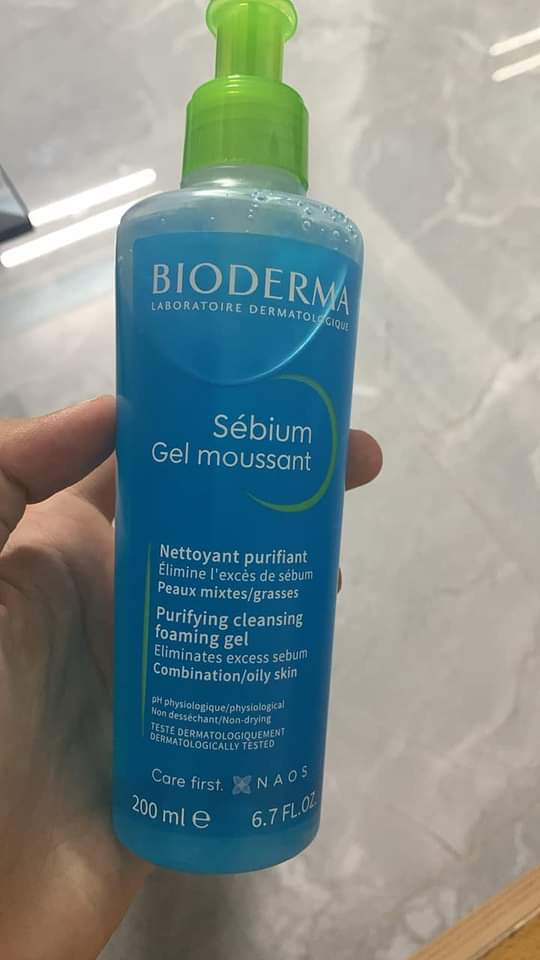 BIODERMA
LABORATOIRE DERMATOLOGIQUE
Sébium
Gel moussant
Nettoyant purifiant
Élimine l'excès de sébum
Peaux mixtes/grasses
Purifying cleansing
foaming gel
Eliminates excess sebum
Combination/oily skin
pH physiologique/physiological
Non desséchant/Non-drying
TESTÉ DERMATOLOGIQUEMENT
DERMATOLOGICALLY TESTED
Care first. NAOS
200 ml e 6.7 FL.OZ.